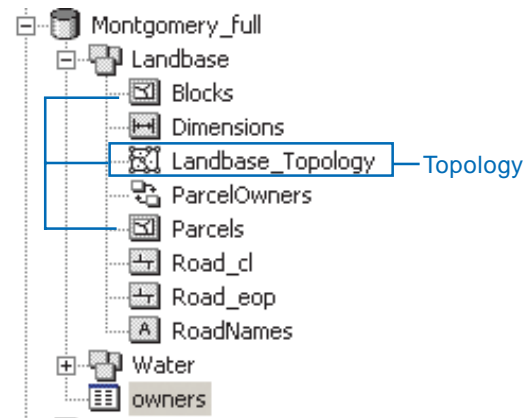 Montgomery_full
Landbase
Blocks
Dimensions
Landbase_Topology
Topology
ParcelOwners
Parcels
Road_cl
Road_eop
A RoadNames
Water
owners